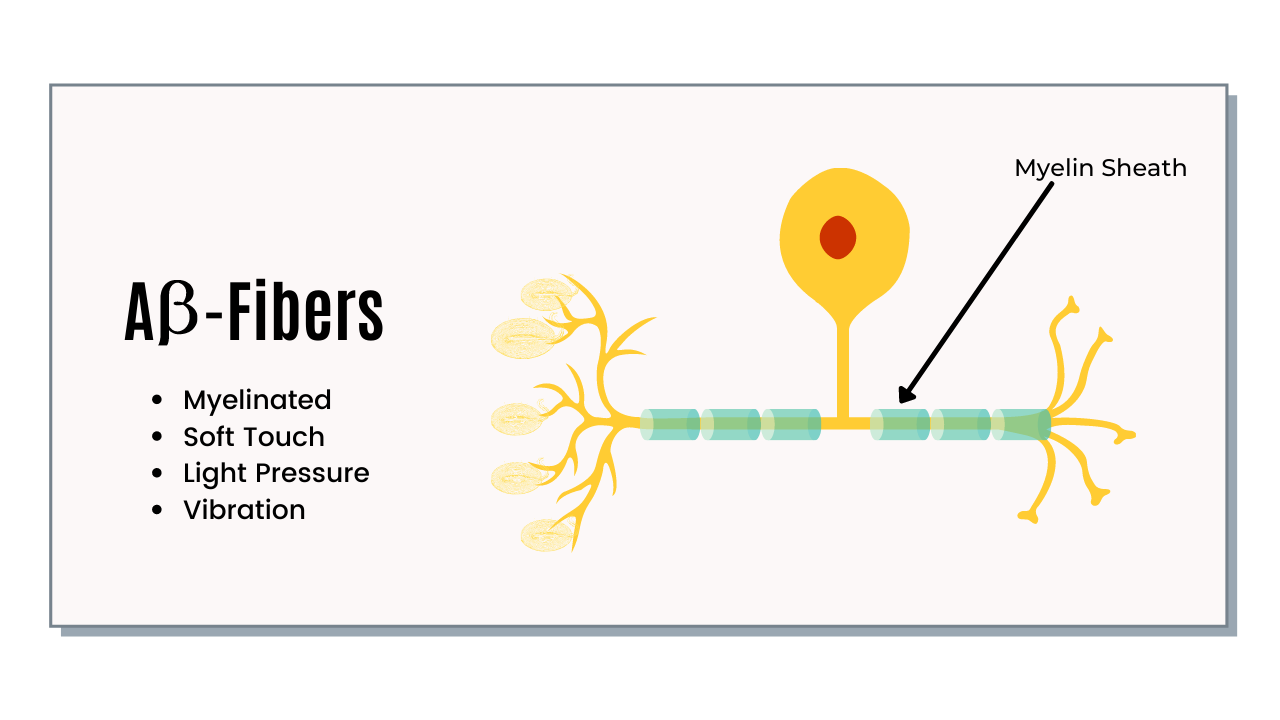 Myelin Sheath
Aβ-Fibers
• Myelinated
• Soft Touch
• Light Pressure
• Vibration